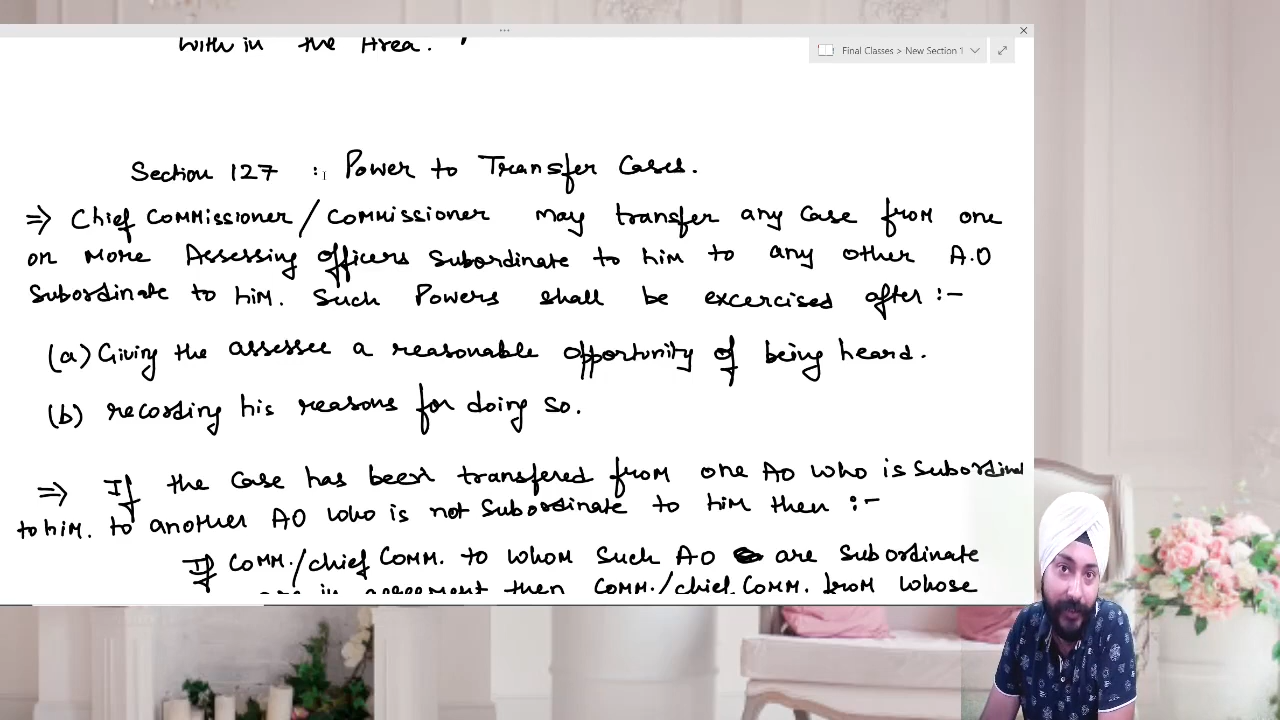 within the Area.
Final Classes > New Section 1
Section 127 : Power to Transfer Cases.
⇒ Chief Commissioner / Commissioner may transfer any case from one
or more Assessing officers subordinate to him to any other A.O
subordinate to him. Such Powers shall be excercised after :-
(a) Giving the assessee a reasonable opportunity of being heard.
(b) recording his reasons for doing so.
⇒ If the case has been transfered from one AO who is subordinat
to him. to another AO who is not subordinate to him then :-
If Comm./chief Comm. to whom such AO are subordinate
are in agreement then Comm./chief Comm. from whose